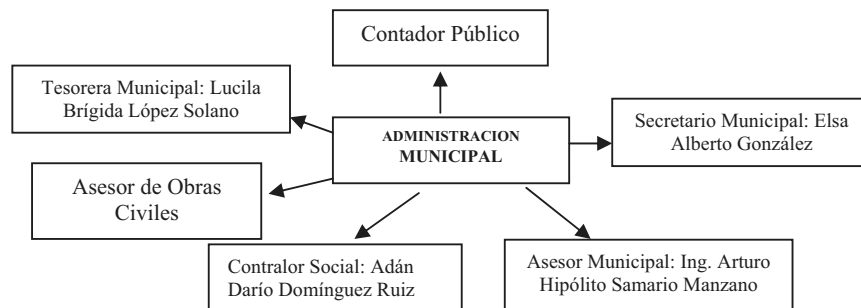 Contador Público
Tesorera Municipal: Lucila
Brígida López Solano
ADMINISTRACION
MUNICIPAL
Secretario Municipal: Elsa
Alberto González
Asesor de Obras
Civiles
Contralor Social: Adán
Darío Domínguez Ruiz
Asesor Municipal: Ing. Arturo
Hipólito Samario Manzano